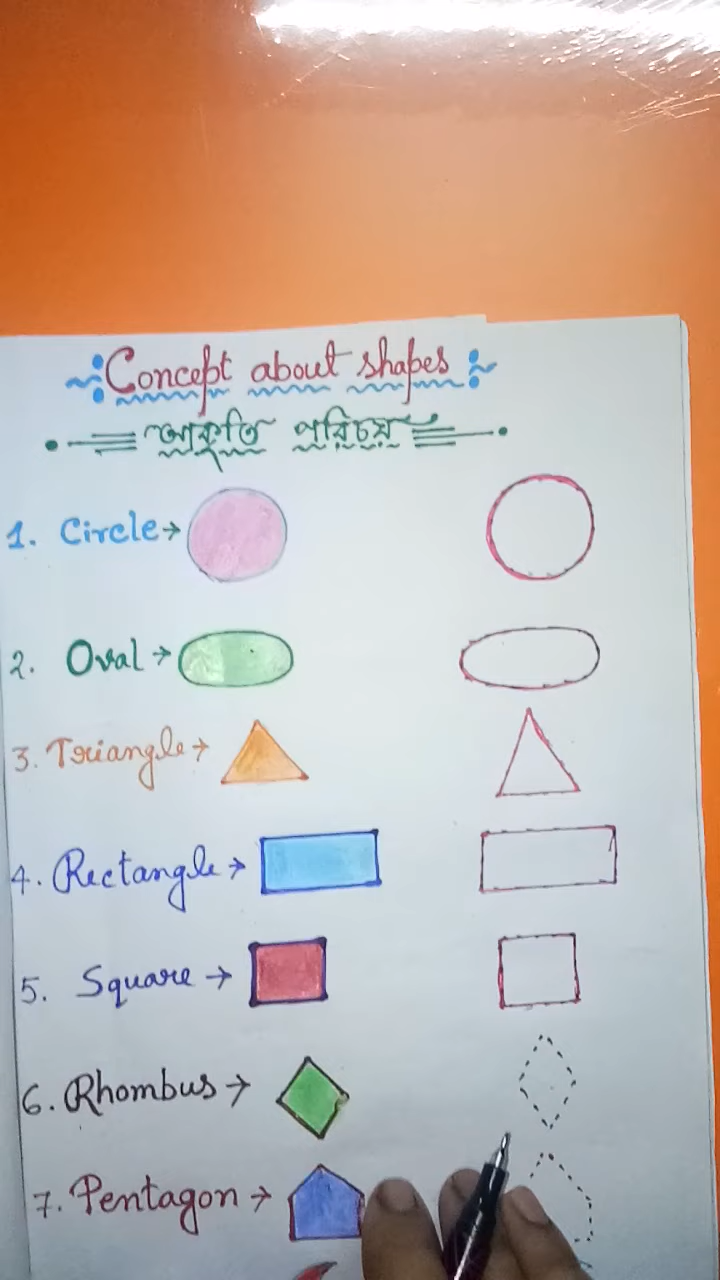 Concept about shapes
আকৃতি পরিচয়
1. Circle→
2. Oval→
3. Triangle→
4. Rectangle→
5. Square→
6. Rhombus→
7. Pentagon→